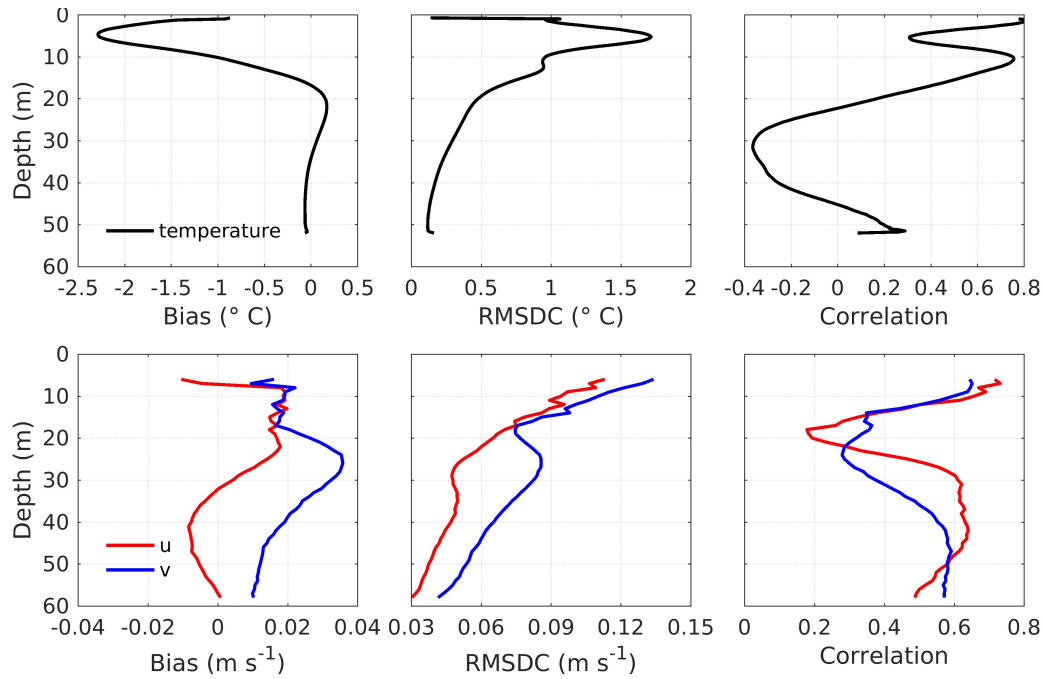 0
10
20
30
40
50
60
Depth (m)
temperature
-2.5 -2 -1.5 -1 -0.5 0 0.5
Bias (° C)
0 0.5 1 1.5 2
RMSDC (° C)
-0.4 -0.2 0 0.2 0.4 0.6 0.8
Correlation
0
10
20
30
40
50
60
Depth (m)
u
v
-0.04 -0.02 0 0.02 0.04
Bias (m s⁻¹)
0.03 0.06 0.09 0.12 0.15
RMSDC (m s⁻¹)
0 0.2 0.4 0.6 0.8
Correlation